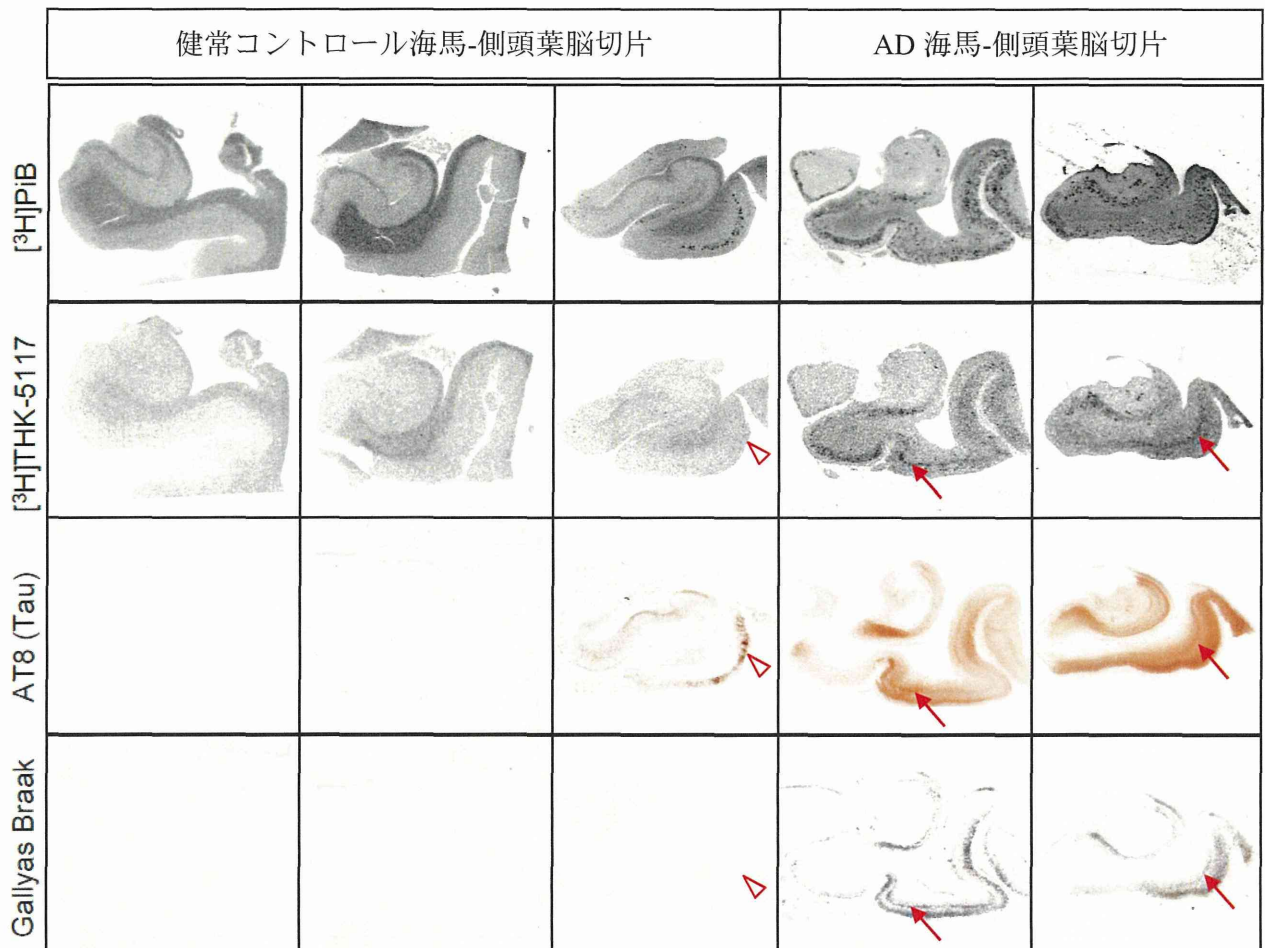 健常コントロール海馬-側頭葉脳切片
AD 海馬-側頭葉脳切片
[³H]PiB
[³H]THK-5117
AT8 (Tau)
Gallyas Braak